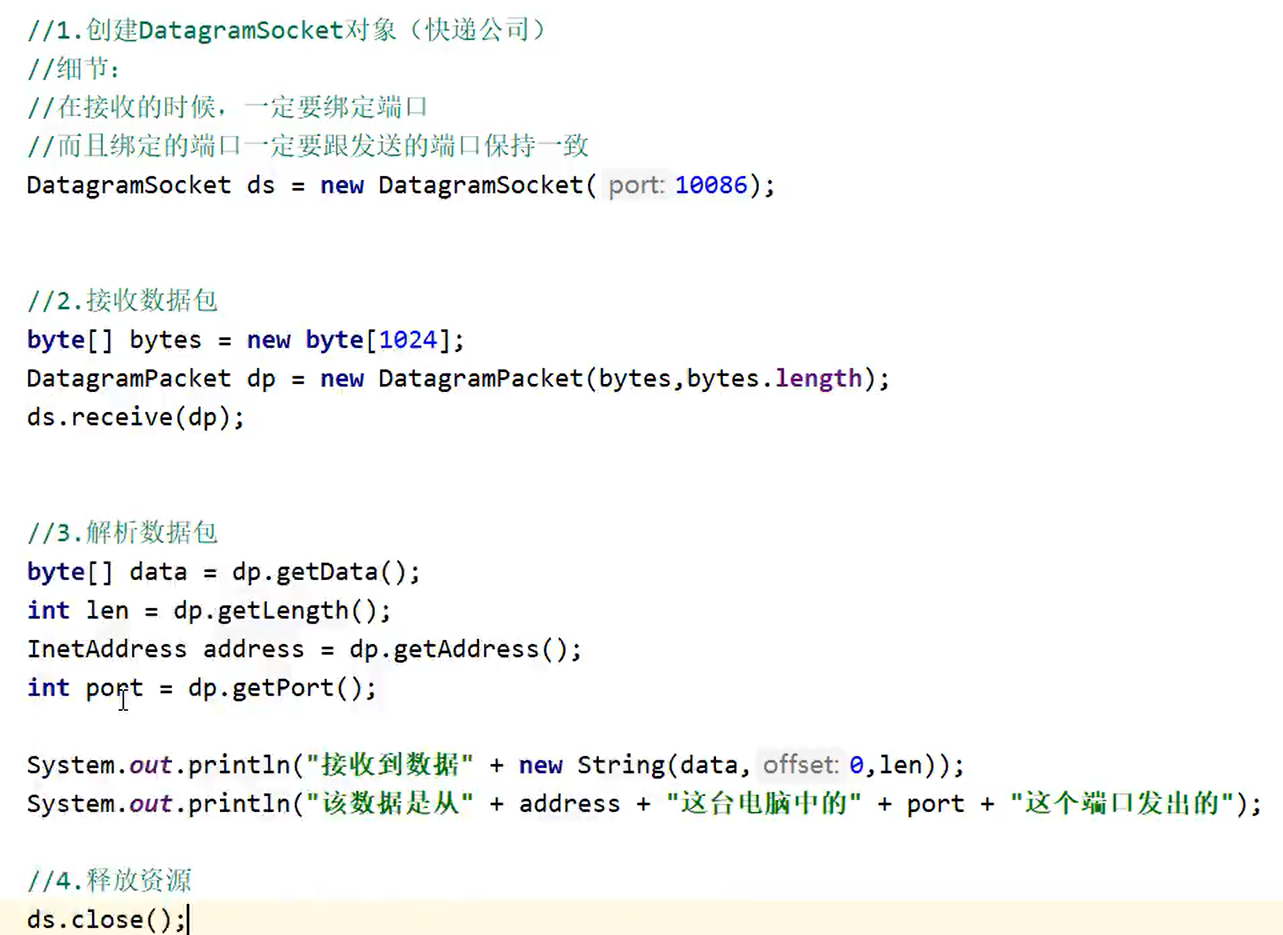 //1.创建DatagramSocket对象（快递公司）
//细节：
//在接收的时候，一定要绑定端口
//而且绑定的端口一定要跟发送的端口保持一致
DatagramSocket ds = new DatagramSocket( port: 10086);
//2.接收数据包
byte[] bytes = new byte[1024];
DatagramPacket dp = new DatagramPacket(bytes,bytes.length);
ds.receive(dp);
//3.解析数据包
byte[] data = dp.getData();
int len = dp.getLength();
InetAddress address = dp.getAddress();
int port = dp.getPort();
System.out.println("接收到数据" + new String(data, offset: 0,len));
System.out.println("该数据是从" + address + "这台电脑中的" + port + "这个端口发出的");
//4.释放资源
ds.close();